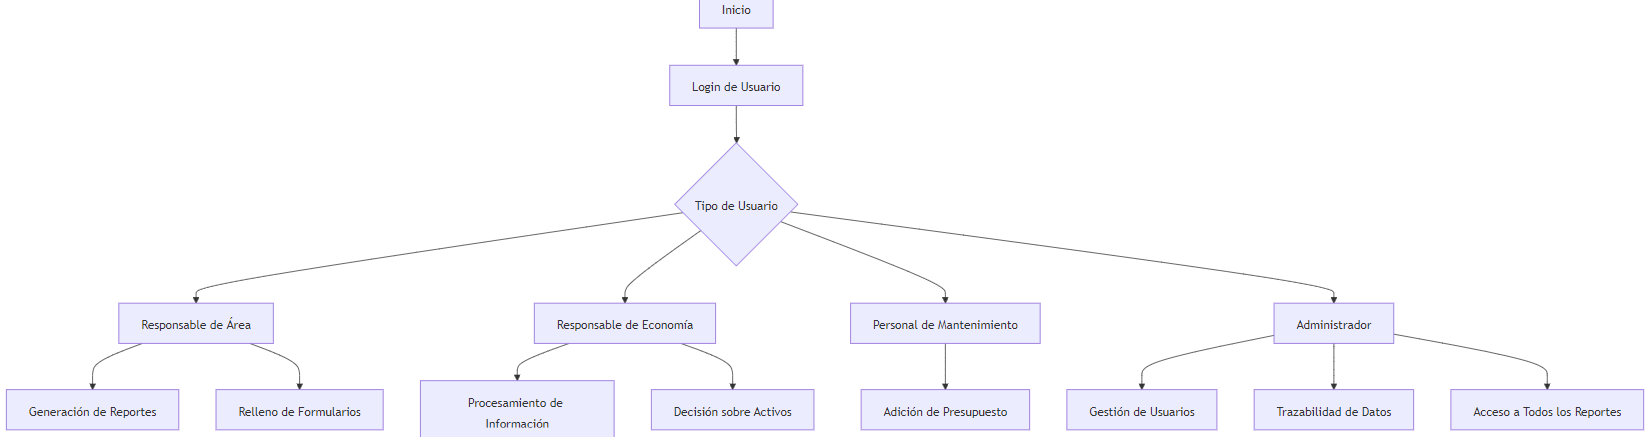 Inicio
Login de Usuario
Tipo de Usuario
Responsable de Área
Responsable de Economía
Personal de Mantenimiento
Administrador
Generación de Reportes
Relleno de Formularios
Procesamiento de
Información
Decisión sobre Activos
Adición de Presupuesto
Gestión de Usuarios
Trazabilidad de Datos
Acceso a Todos los Reportes